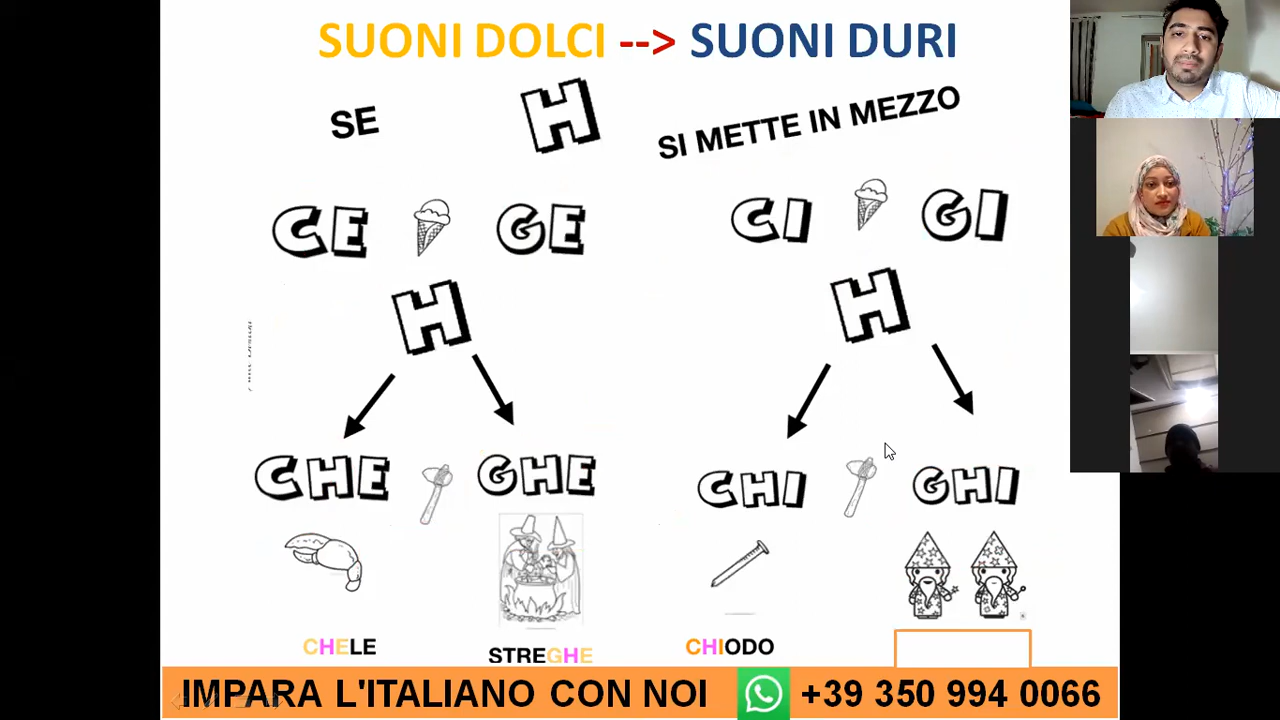 SUONI DOLCI --> SUONI DURI
SE H SI METTE IN MEZZO
CE GE CI GI
H H
CHE GHE CHI GHI
CHELE STREGHE CHIODO
IMPARA L'ITALIANO CON NOI +39 350 994 0066